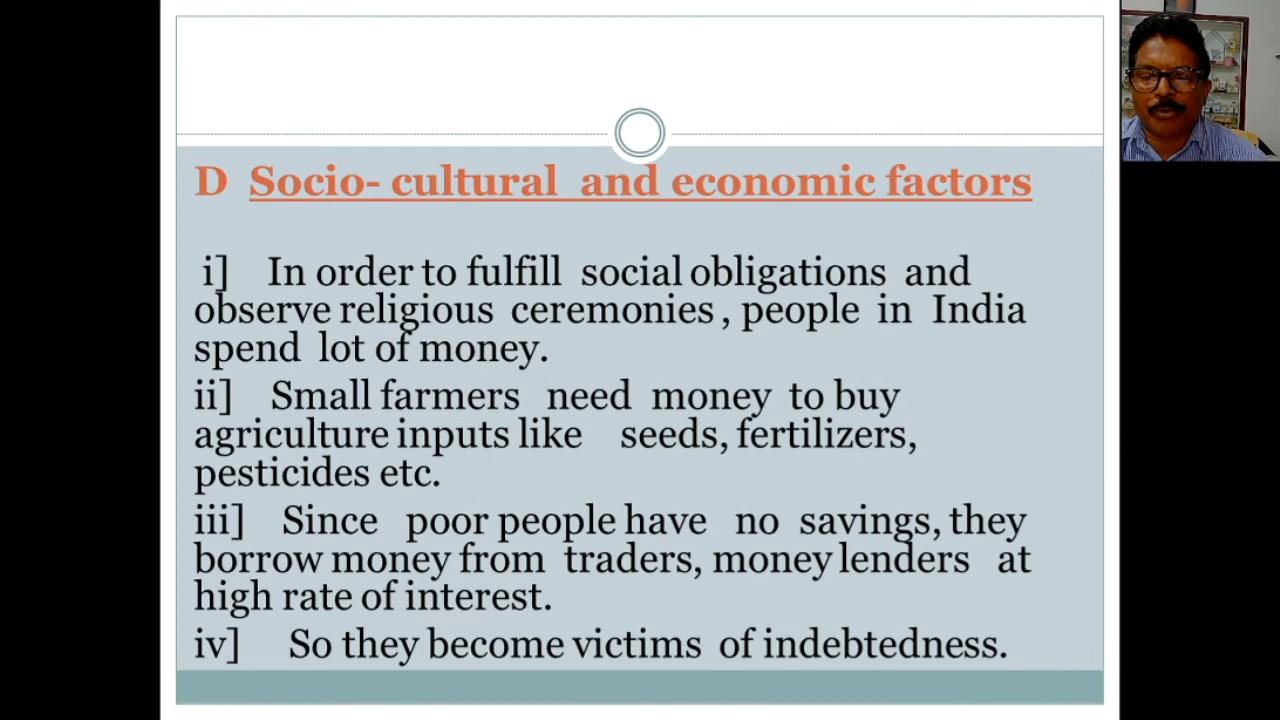 D Socio- cultural and economic factors
i] In order to fulfill social obligations and
observe religious ceremonies , people in India
spend lot of money.
ii] Small farmers need money to buy
agriculture inputs like seeds, fertilizers,
pesticides etc.
iii] Since poor people have no savings, they
borrow money from traders, money lenders at
high rate of interest.
iv] So they become victims of indebtedness.